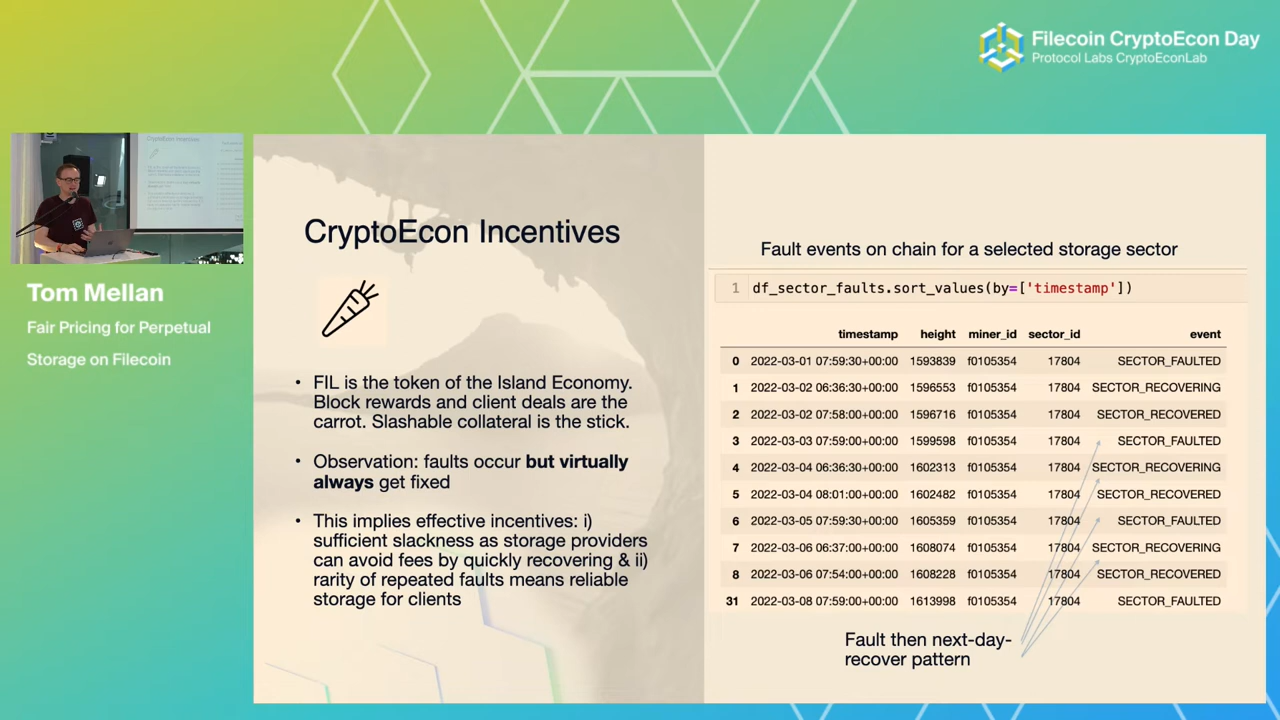 Filecoin CryptoEcon Day
Protocol Labs CryptoEconLab
Tom Mellan
Fair Pricing for Perpetual
Storage on Filecoin
CryptoEcon Incentives
• FIL is the token of the Island Economy.
Block rewards and client deals are the
carrot. Slashable collateral is the stick.
• Observation: faults occur but virtually
always get fixed
• This implies effective incentives: i)
sufficient slackness as storage providers
can avoid fees by quickly recovering & ii)
rarity of repeated faults means reliable
storage for clients
Fault events on chain for a selected storage sector
1 df_sector_faults.sort_values(by=['timestamp'])
timestamp height miner_id sector_id event
0 2022-03-01 07:59:30+00:00 1593839 f0105354 17804 SECTOR_FAULTED
1 2022-03-02 06:36:30+00:00 1596553 f0105354 17804 SECTOR_RECOVERING
2 2022-03-02 07:58:00+00:00 1596716 f0105354 17804 SECTOR_RECOVERED
3 2022-03-03 07:59:00+00:00 1599598 f0105354 17804 SECTOR_FAULTED
4 2022-03-04 06:36:30+00:00 1602313 f0105354 17804 SECTOR_RECOVERING
5 2022-03-04 08:01:00+00:00 1602482 f0105354 17804 SECTOR_RECOVERED
6 2022-03-05 07:59:30+00:00 1605359 f0105354 17804 SECTOR_FAULTED
7 2022-03-06 06:37:00+00:00 1608074 f0105354 17804 SECTOR_RECOVERING
8 2022-03-06 07:54:00+00:00 1608228 f0105354 17804 SECTOR_RECOVERED
31 2022-03-08 07:59:00+00:00 1613998 f0105354 17804 SECTOR_FAULTED
Fault then next-day-
recover pattern